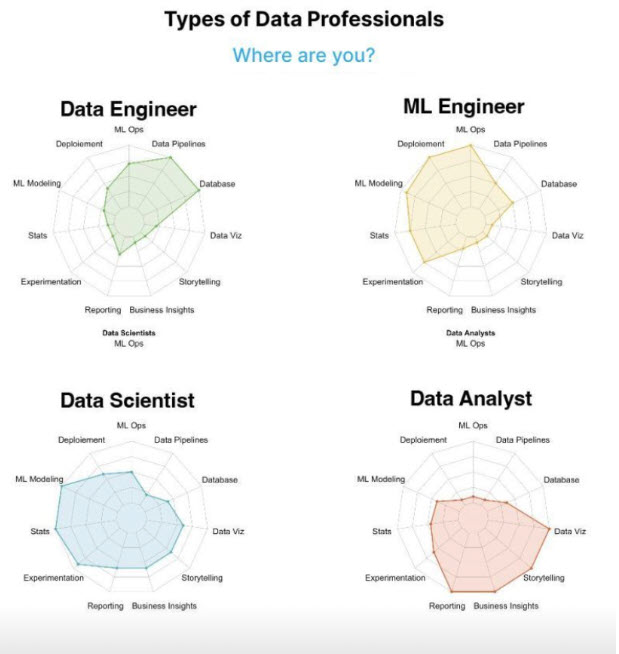 Types of Data Professionals
Where are you?
Data Engineer
ML Ops
Deploiement
Data Pipelines
ML Modeling
Database
Stats
Data Viz
Experimentation
Storytelling
Reporting
Business Insights
Data Scientists
ML Ops
ML Engineer
ML Ops
Deploiement
Data Pipelines
ML Modeling
Database
Stats
Data Viz
Experimentation
Storytelling
Reporting
Business Insights
Data Analysts
ML Ops
Data Scientist
ML Ops
Deploiement
Data Pipelines
ML Modeling
Database
Stats
Data Viz
Experimentation
Storytelling
Reporting
Business Insights
Data Analyst
ML Ops
Deploiement
Data Pipelines
ML Modeling
Database
Stats
Data Viz
Experimentation
Storytelling
Reporting
Business Insights